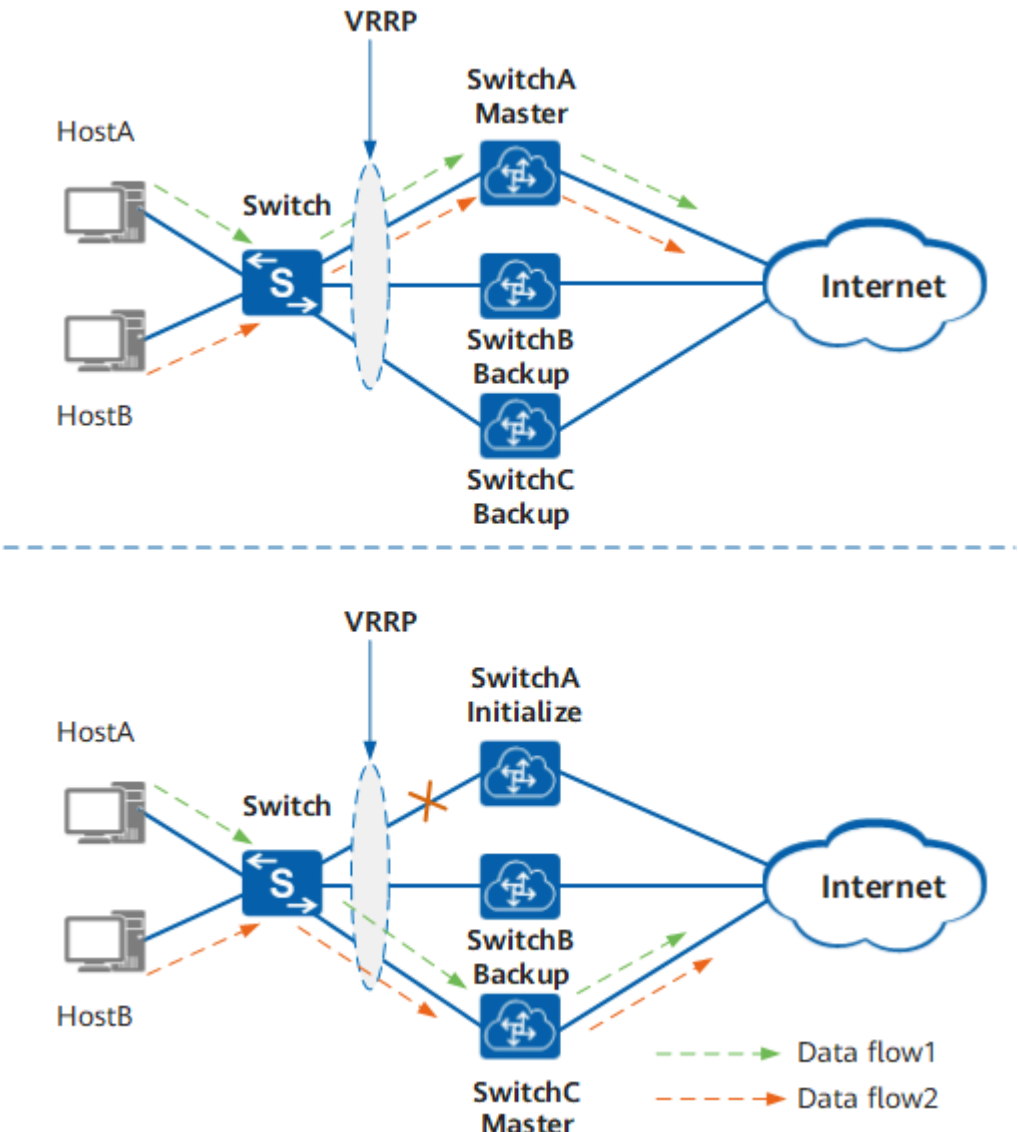 VRRP
SwitchA
Master
HostA
Switch
S
Internet
SwitchB
Backup
HostB
SwitchC
Backup
VRRP
SwitchA
Initialize
HostA
Switch
S
Internet
SwitchB
Backup
HostB
SwitchC
Master
Data flow1
Data flow2